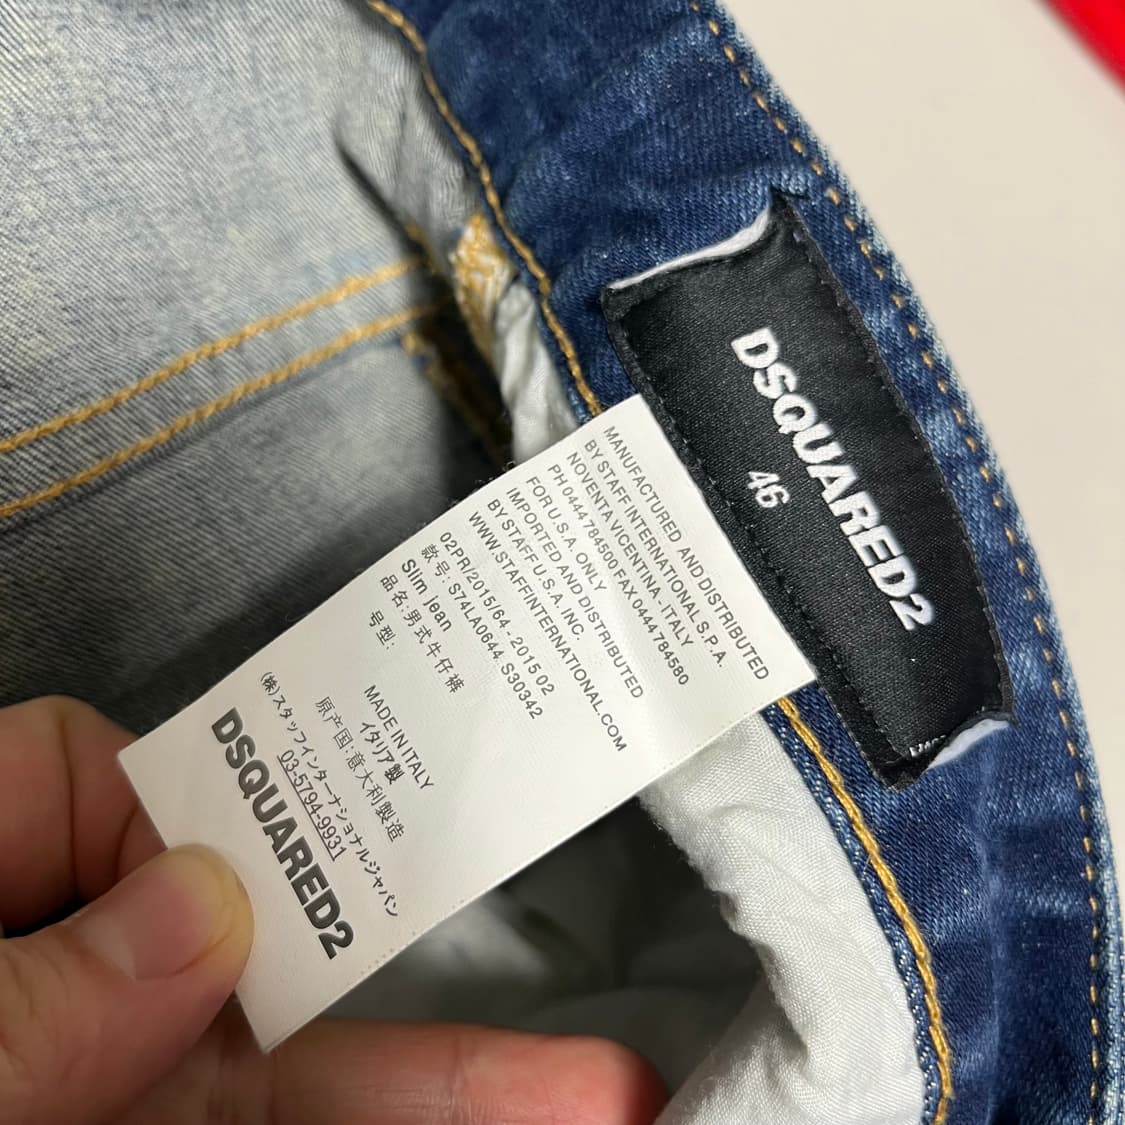 DSQUARED2
46
MANUFACTURED AND DISTRIBUTED
BY STAFF INTERNATIONAL S.P.A.
NOVENTA VICENTINA .ITALY
PH 0444784500 FAX 0444784580
FOR U.S.A. ONLY
IMPORTED AND DISTRIBUTED
BY STAFF U.S.A. INC.
WWW.STAFFINTERNATIONAL.COM
02PR/2015/64 - 201502
款号: S74LA0644 S30342
Slim jean
品名:男式牛仔裤
号型:
MADE IN ITALY
イタリア製
原产国:意大利製造
(株)スタッフインターナショナルジャパン
03-5794-9931
DSQUARED2